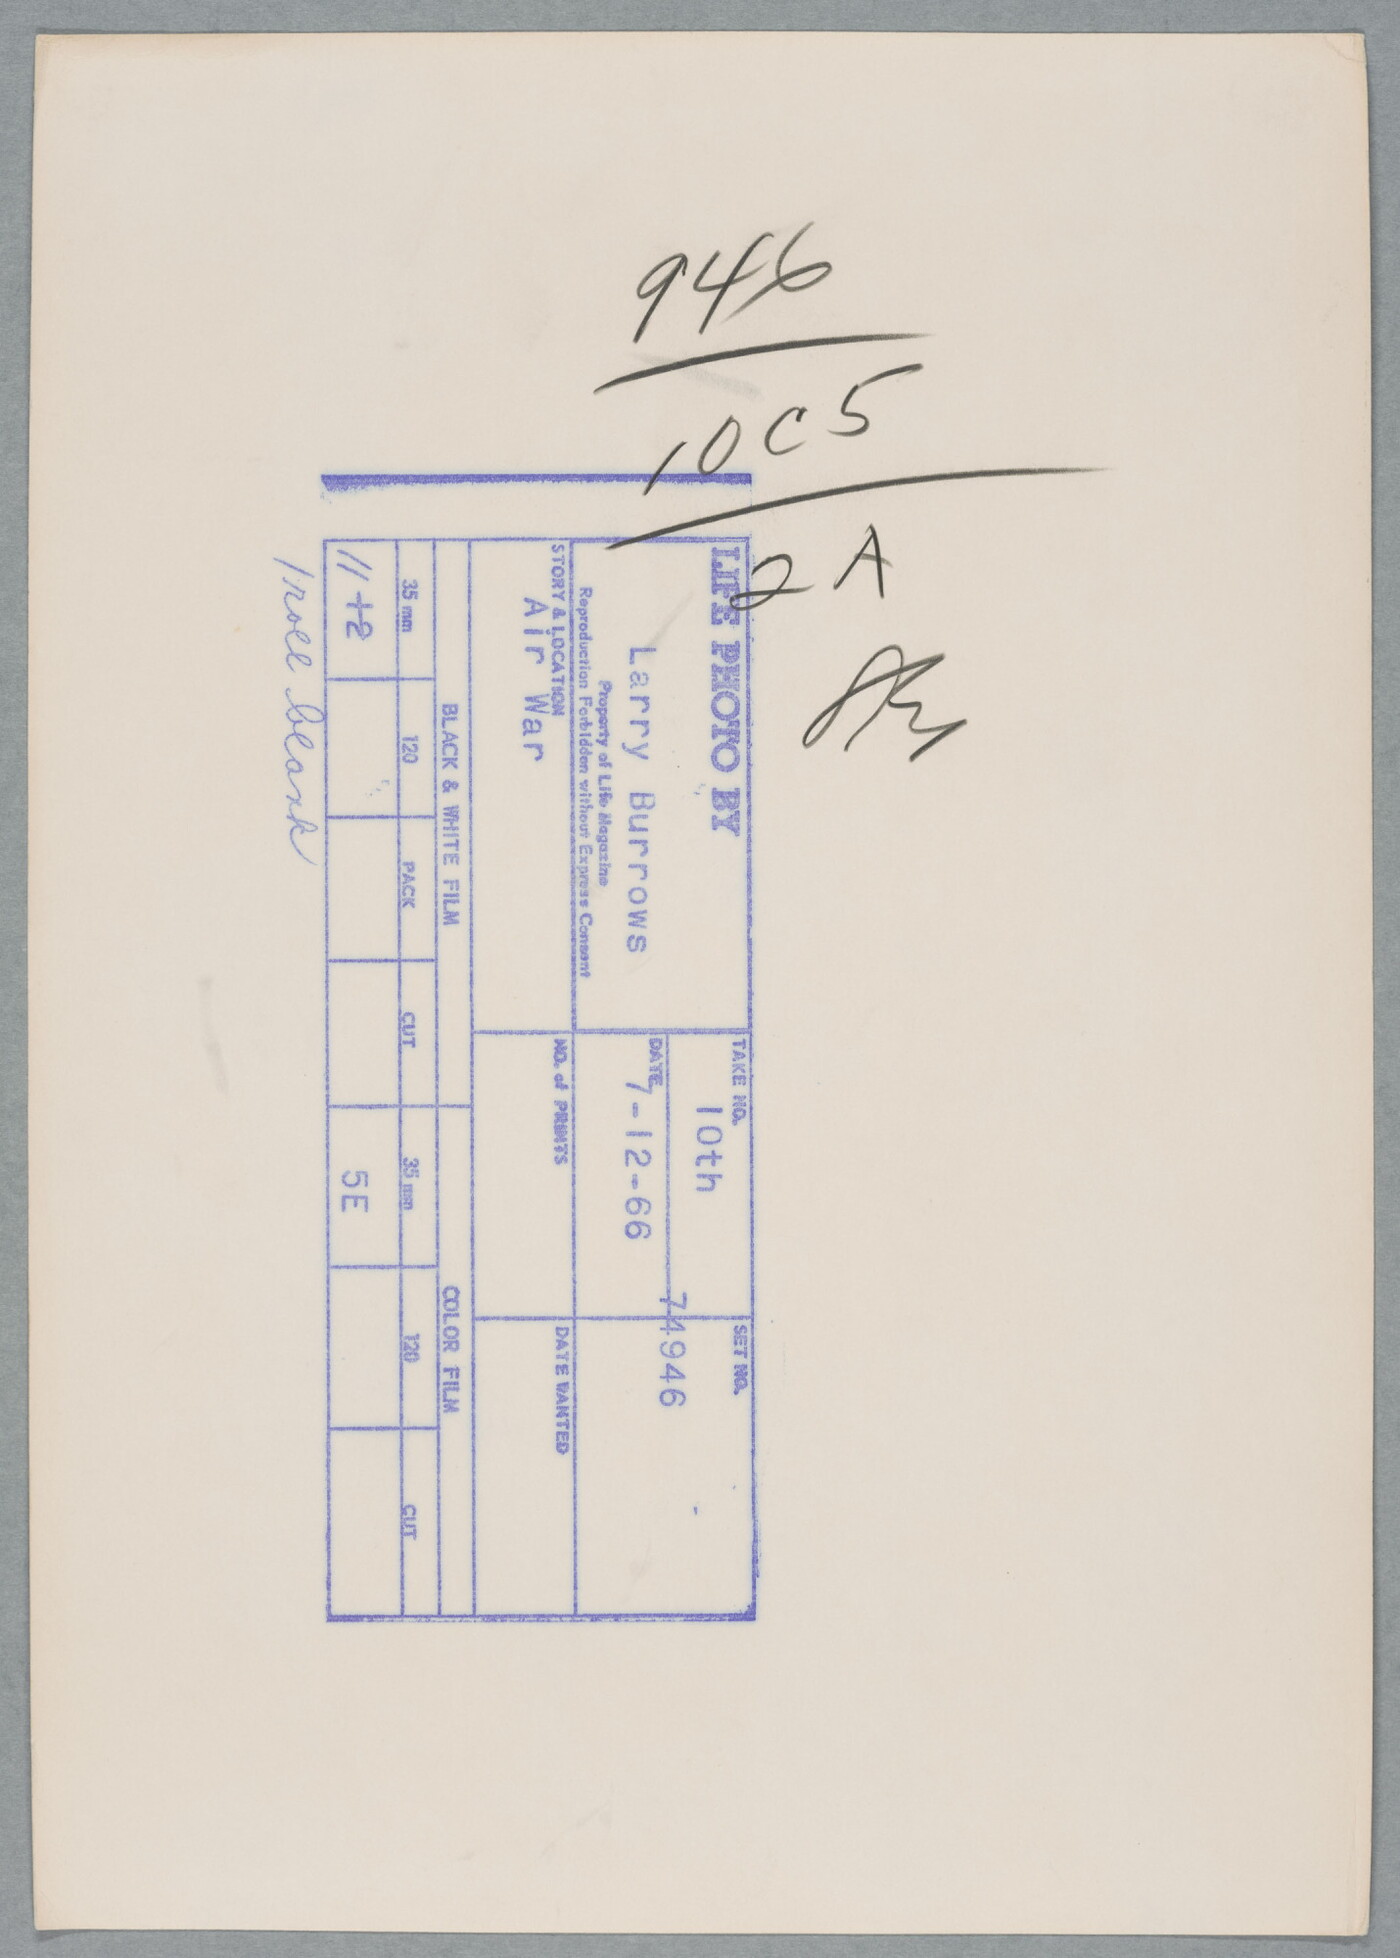 946
10C5
2A
LIFE PHOTO BY
Larry Burrows
Property of Life Magazine
Reproduction Forbidden without Express Consent
TAKE NO.
10th
SET NO.
74946
DATE
7-12-66
STORY & LOCATION
Air War
NO. of PRINTS
DATE WANTED
BLACK & WHITE FILM
COLOR FILM
35 mm 120 PACK CUT 35 mm 120 CUT
11+2 5E
1 roll blank